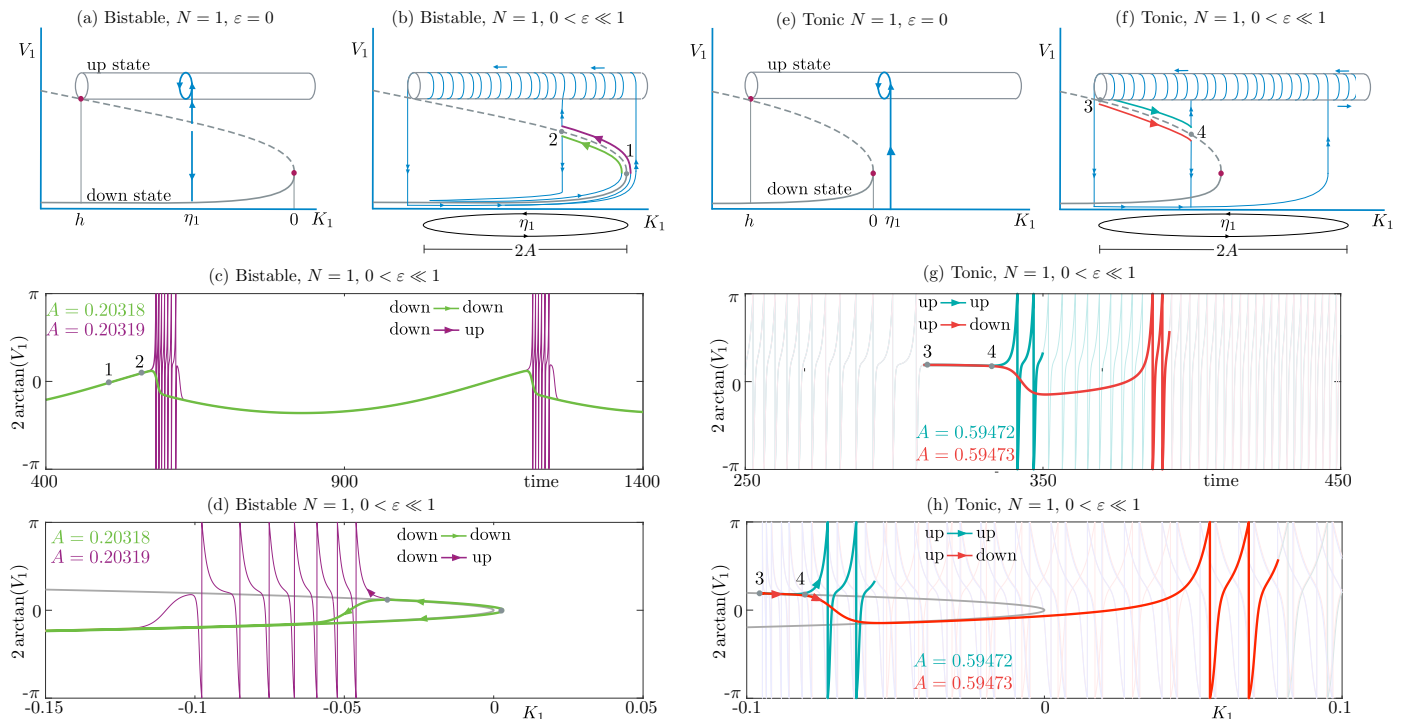 (a) Bistable, N = 1, ε = 0
V₁
up state
down state
h
η₁
0
K₁
(b) Bistable, N = 1, 0 < ε ≪ 1
V₁
2
1
η₁
K₁
2A
(e) Tonic N = 1, ε = 0
V₁
up state
down state
h
0
η₁
K₁
(f) Tonic, N = 1, 0 < ε ≪ 1
V₁
3
4
η₁
K₁
2A
(c) Bistable, N = 1, 0 < ε ≪ 1
2 arctan(V₁)
π
0
-π
A = 0.20318
A = 0.20319
down down
down up
1
2
400
900
time
1400
(g) Tonic, N = 1, 0 < ε ≪ 1
2 arctan(V₁)
π
0
-π
up up
up down
3
4
A = 0.59472
A = 0.59473
250
350
time
450
(d) Bistable N = 1, 0 < ε ≪ 1
2 arctan(V₁)
π
0
-π
A = 0.20318
A = 0.20319
down down
down up
-0.15
-0.1
-0.05
0
K₁
(h) Tonic, N = 1, 0 < ε ≪ 1
2 arctan(V₁)
π
0
-π
up up
up down
3
4
A = 0.59472
A = 0.59473
-0.1
0
K₁
0.1